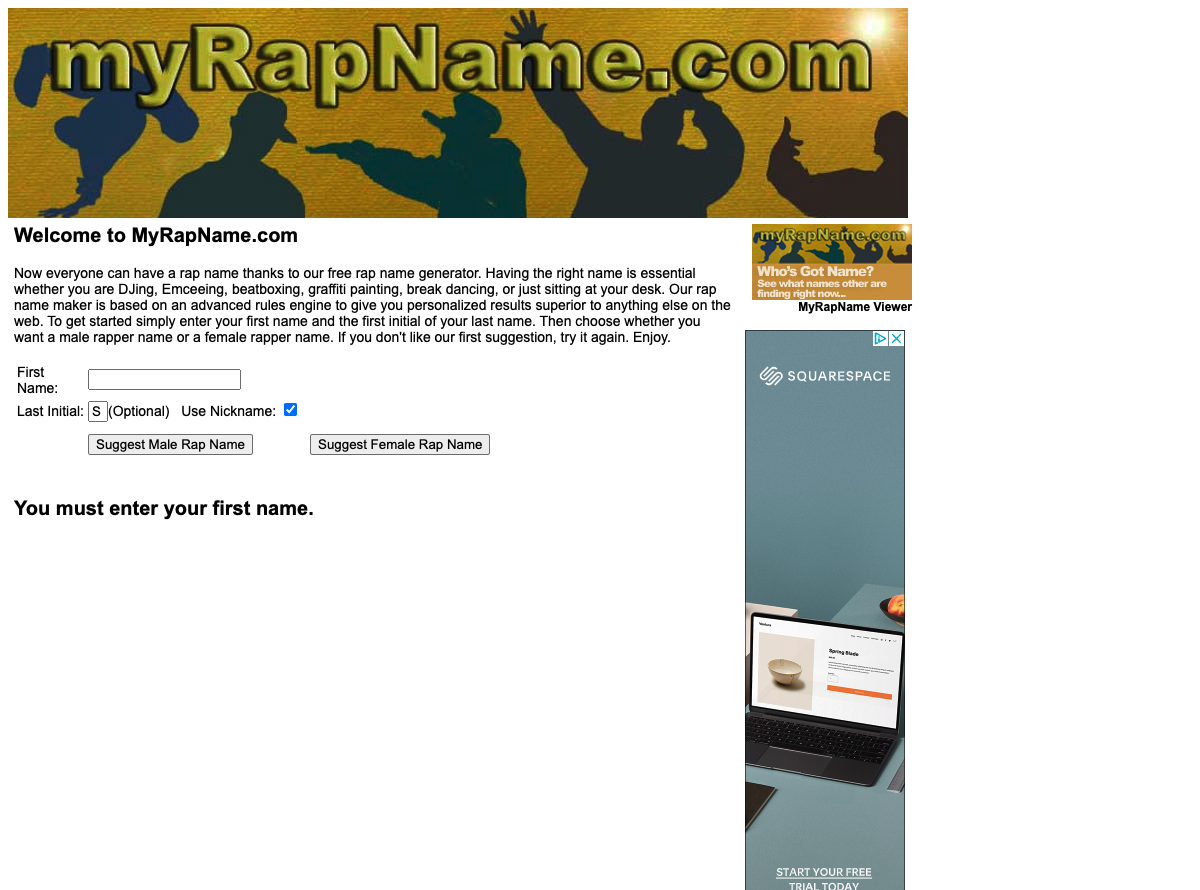 myRapName.com
Welcome to MyRapName.com
Now everyone can have a rap name thanks to our free rap name generator. Having the right name is essential
whether you are DJing, Emceeing, beatboxing, graffiti painting, break dancing, or just sitting at your desk. Our rap
name maker is based on an advanced rules engine to give you personalized results superior to anything else on the
web. To get started simply enter your first name and the first initial of your last name. Then choose whether you
want a male rapper name or a female rapper name. If you don't like our first suggestion, try it again. Enjoy.
First
Name:
Last Initial: S (Optional) Use Nickname:
Suggest Male Rap Name Suggest Female Rap Name
You must enter your first name.
myRapName.com
Who's Got Name?
See what names other are
finding right now...
MyRapName Viewer
SQUARESPACE
Spring Blade
START YOUR FREE
TRIAL TODAY